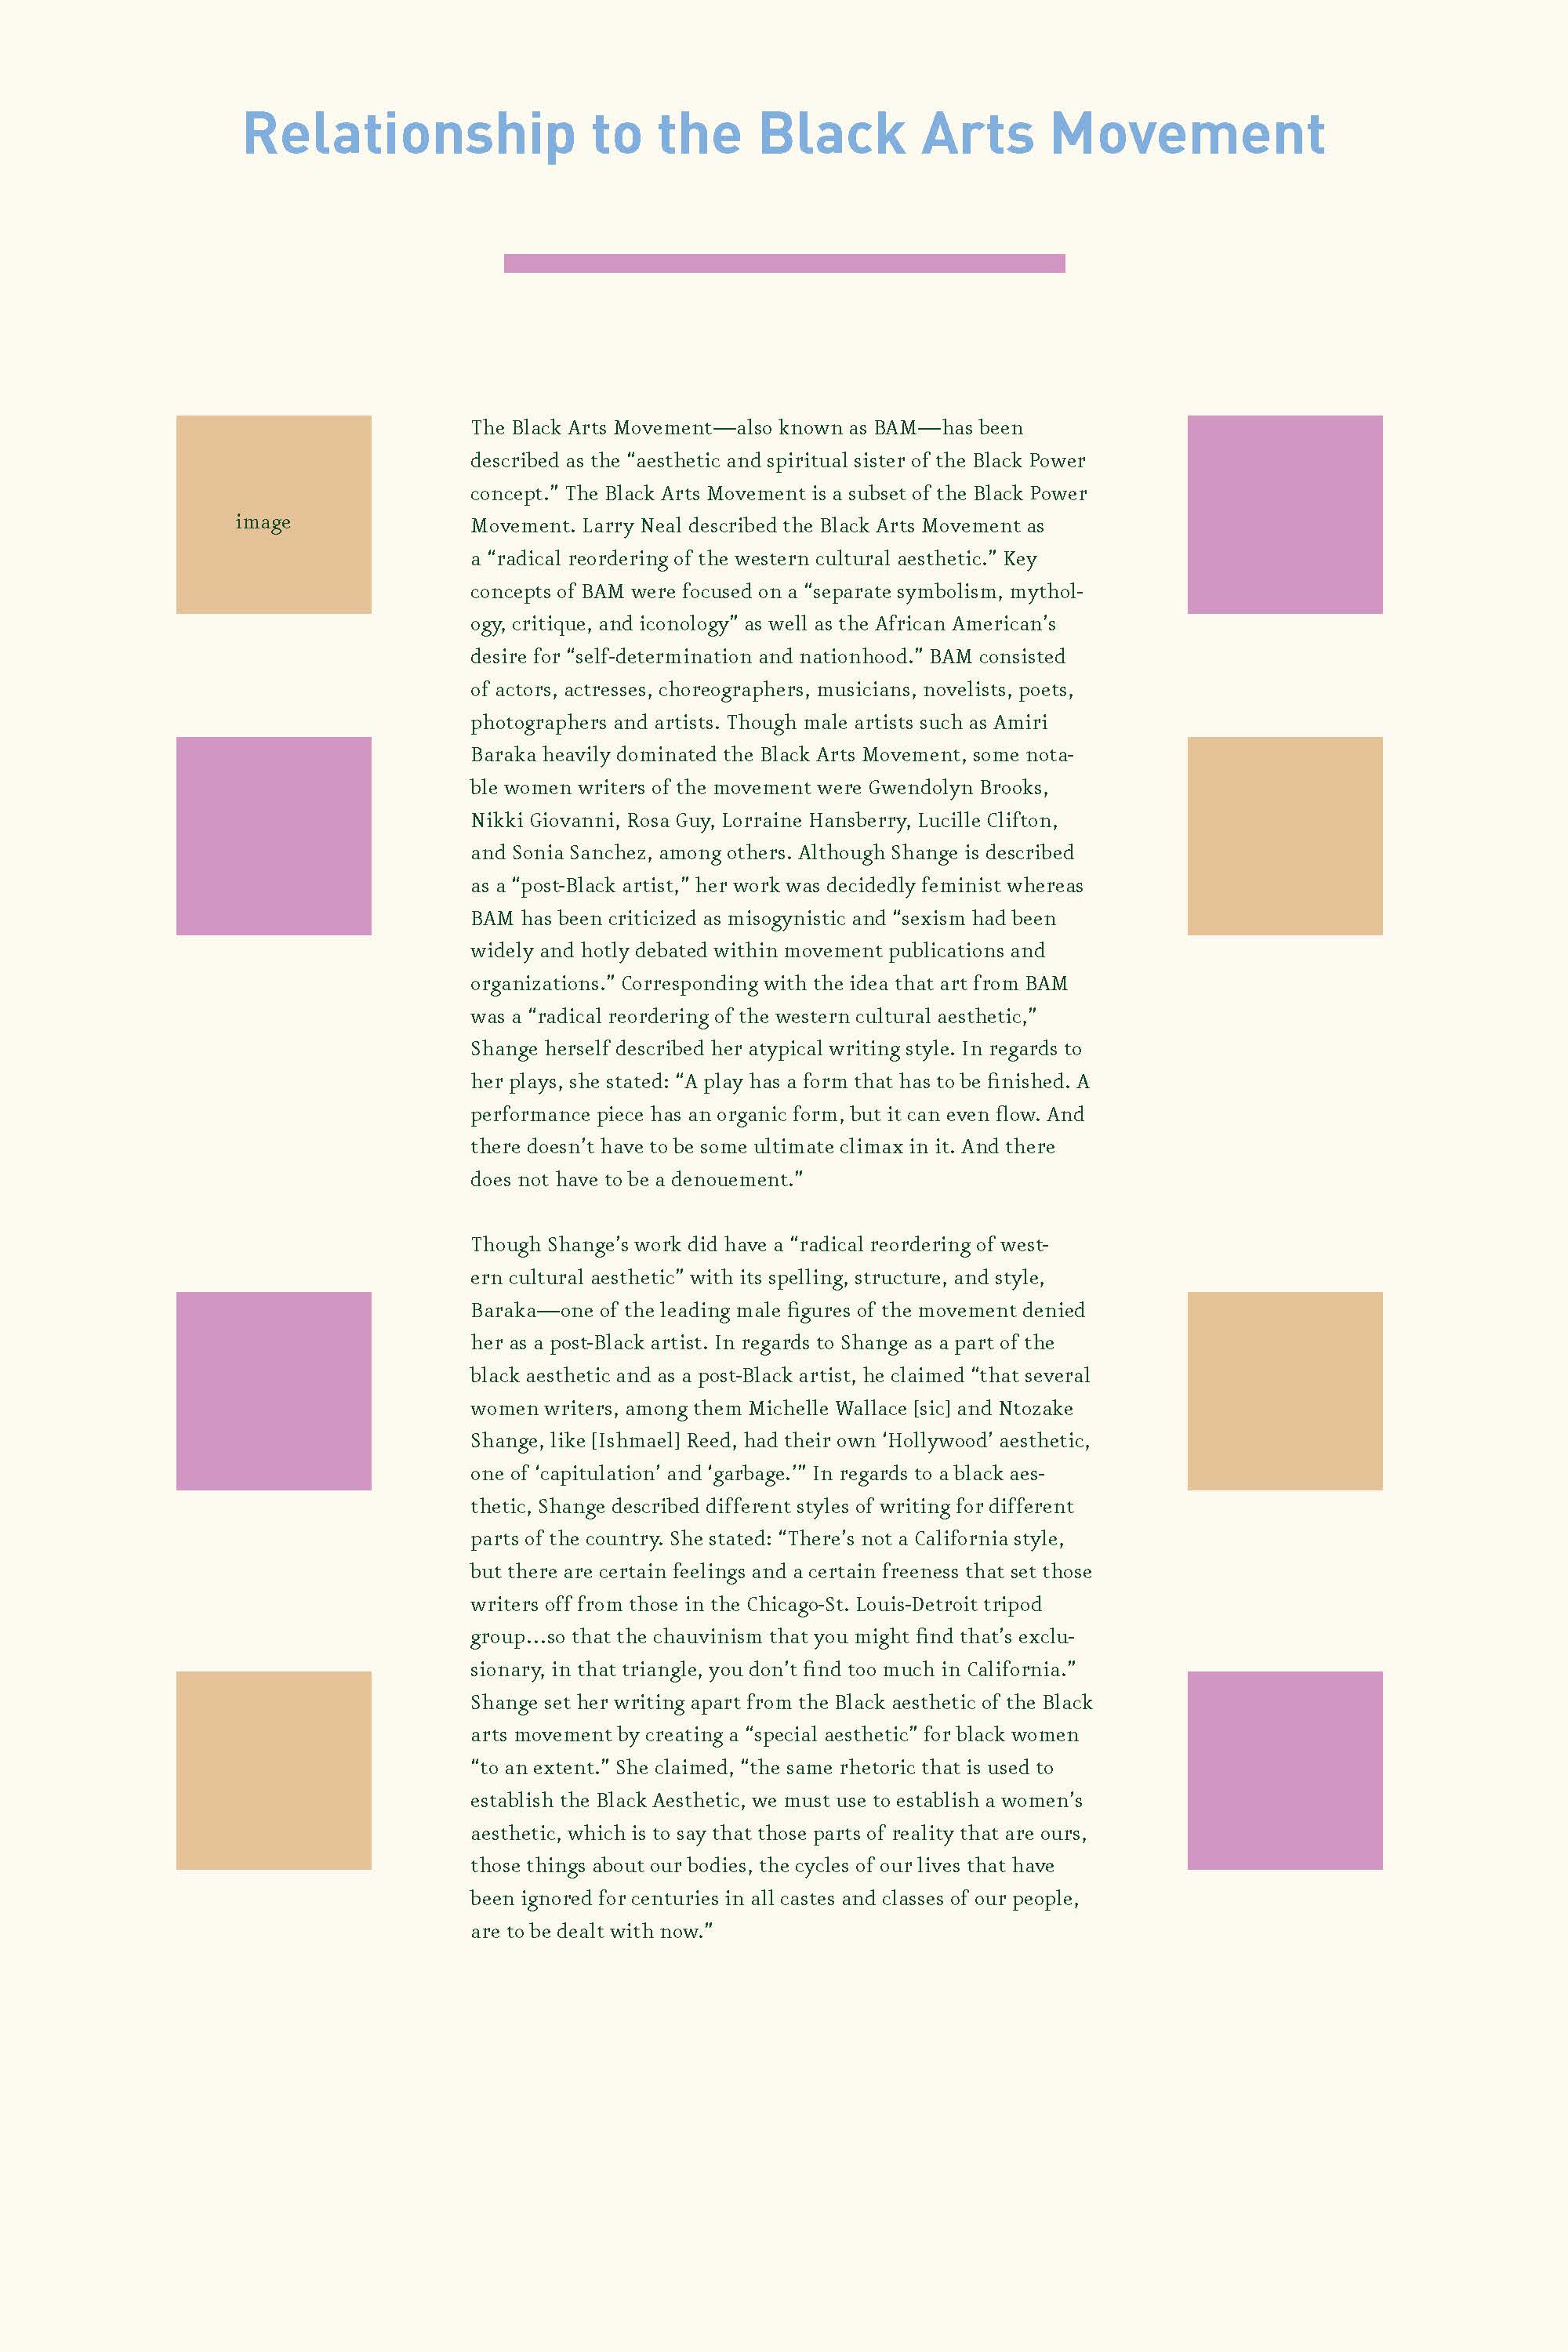 Relationship to the Black Arts Movement
image
The Black Arts Movement—also known as BAM—has been
described as the “aesthetic and spiritual sister of the Black Power
concept.” The Black Arts Movement is a subset of the Black Power
Movement. Larry Neal described the Black Arts Movement as
a “radical reordering of the western cultural aesthetic.” Key
concepts of BAM were focused on a “separate symbolism, mythol-
ogy, critique, and iconology” as well as the African American’s
desire for “self-determination and nationhood.” BAM consisted
of actors, actresses, choreographers, musicians, novelists, poets,
photographers and artists. Though male artists such as Amiri
Baraka heavily dominated the Black Arts Movement, some nota-
ble women writers of the movement were Gwendolyn Brooks,
Nikki Giovanni, Rosa Guy, Lorraine Hansberry, Lucille Clifton,
and Sonia Sanchez, among others. Although Shange is described
as a “post-Black artist,” her work was decidedly feminist whereas
BAM has been criticized as misogynistic and “sexism had been
widely and hotly debated within movement publications and
organizations.” Corresponding with the idea that art from BAM
was a “radical reordering of the western cultural aesthetic,”
Shange herself described her atypical writing style. In regards to
her plays, she stated: “A play has a form that has to be finished. A
performance piece has an organic form, but it can even flow. And
there doesn’t have to be some ultimate climax in it. And there
does not have to be a denouement.”
Though Shange’s work did have a “radical reordering of west-
ern cultural aesthetic” with its spelling, structure, and style,
Baraka—one of the leading male figures of the movement denied
her as a post-Black artist. In regards to Shange as a part of the
black aesthetic and as a post-Black artist, he claimed “that several
women writers, among them Michelle Wallace [sic] and Ntozake
Shange, like [Ishmael] Reed, had their own ‘Hollywood’ aesthetic,
one of ‘capitulation’ and ‘garbage.’” In regards to a black aes-
thetic, Shange described different styles of writing for different
parts of the country. She stated: “There’s not a California style,
but there are certain feelings and a certain freeness that set those
writers off from those in the Chicago-St. Louis-Detroit tripod
group...so that the chauvinism that you might find that’s exclu-
sionary, in that triangle, you don’t find too much in California.”
Shange set her writing apart from the Black aesthetic of the Black
arts movement by creating a “special aesthetic” for black women
“to an extent.” She claimed, “the same rhetoric that is used to
establish the Black Aesthetic, we must use to establish a women’s
aesthetic, which is to say that those parts of reality that are ours,
those things about our bodies, the cycles of our lives that have
been ignored for centuries in all castes and classes of our people,
are to be dealt with now.”